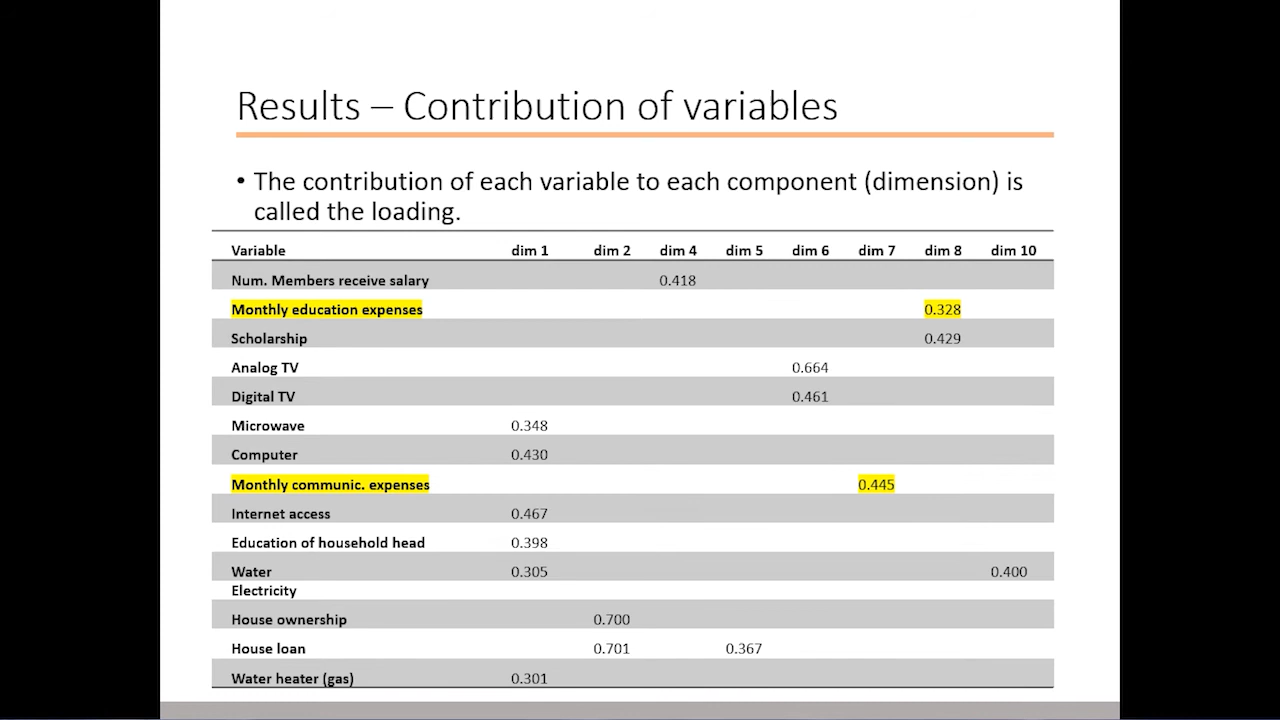 Results – Contribution of variables
• The contribution of each variable to each component (dimension) is
called the loading.
Variable dim 1 dim 2 dim 4 dim 5 dim 6 dim 7 dim 8 dim 10
Num. Members receive salary 0.418
Monthly education expenses 0.328
Scholarship 0.429
Analog TV 0.664
Digital TV 0.461
Microwave 0.348
Computer 0.430
Monthly communic. expenses 0.445
Internet access 0.467
Education of household head 0.398
Water 0.305 0.400
Electricity
House ownership 0.700
House loan 0.701 0.367
Water heater (gas) 0.301